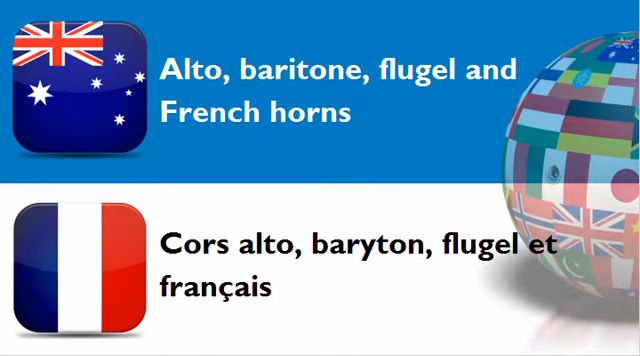 Alto, baritone, flugel and
French horns
Cors alto, baryton, flugel et
français